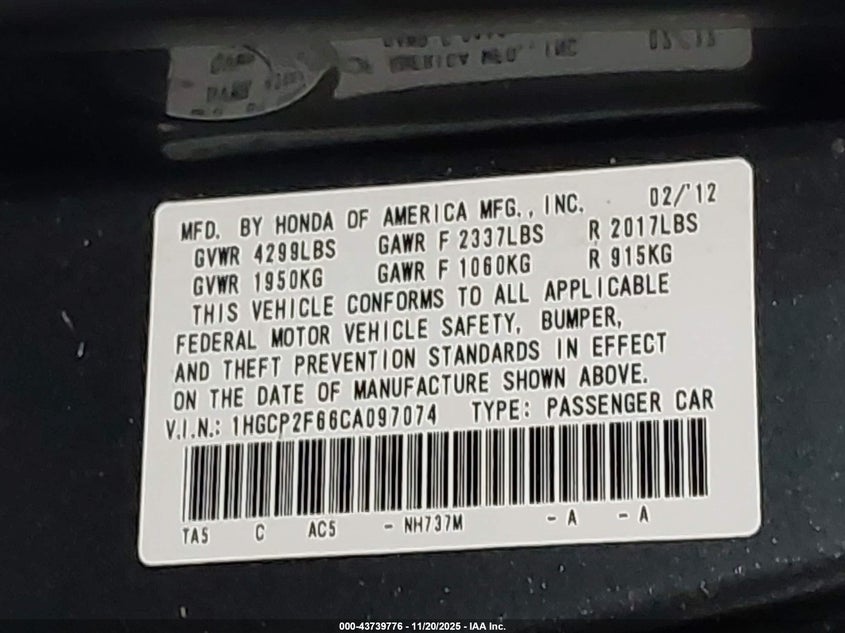 AMERICA MFG., INC
MFD. BY HONDA OF AMERICA MFG., INC. 02/'12
GVWR 4299LBS GAWR F 2337LBS R 2017LBS
GVWR 1950KG GAWR F 1060KG R 915KG
THIS VEHICLE CONFORMS TO ALL APPLICABLE
FEDERAL MOTOR VEHICLE SAFETY, BUMPER,
AND THEFT PREVENTION STANDARDS IN EFFECT
ON THE DATE OF MANUFACTURE SHOWN ABOVE.
V.I.N.: 1HGCP2F66CA097074 TYPE: PASSENGER CAR
TA5 C AC5 - NH737M - A - A
000-43739776 - 11/20/2025 - IAA Inc.